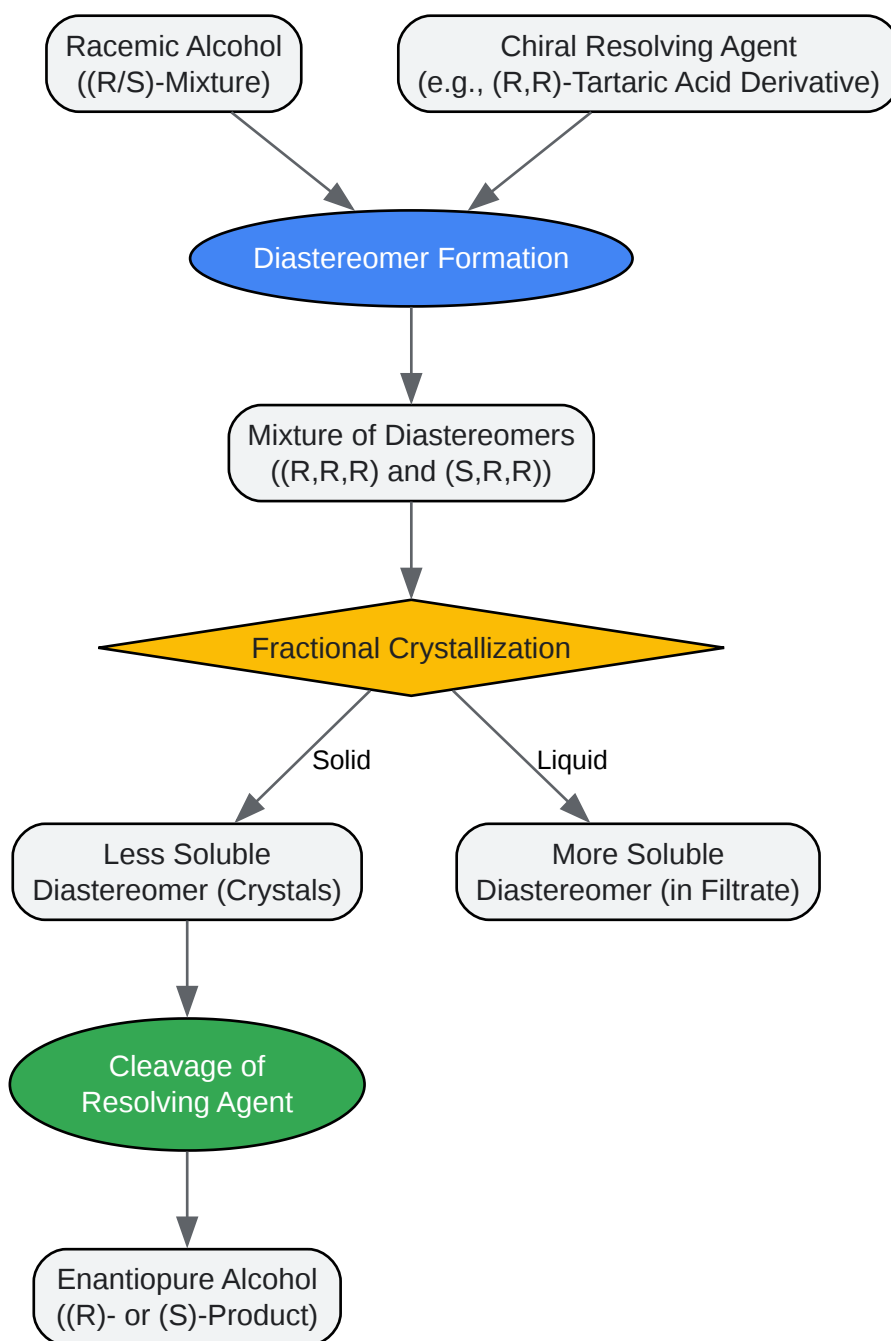 Racemic Alcohol
((R/S)-Mixture)
Chiral Resolving Agent
(e.g., (R,R)-Tartaric Acid Derivative)
Diastereomer Formation
Mixture of Diastereomers
((R,R,R) and (S,R,R))
Fractional Crystallization
Solid
Liquid
Less Soluble
Diastereomer (Crystals)
More Soluble
Diastereomer (in Filtrate)
Cleavage of
Resolving Agent
Enantiopure Alcohol
((R)- or (S)-Product)